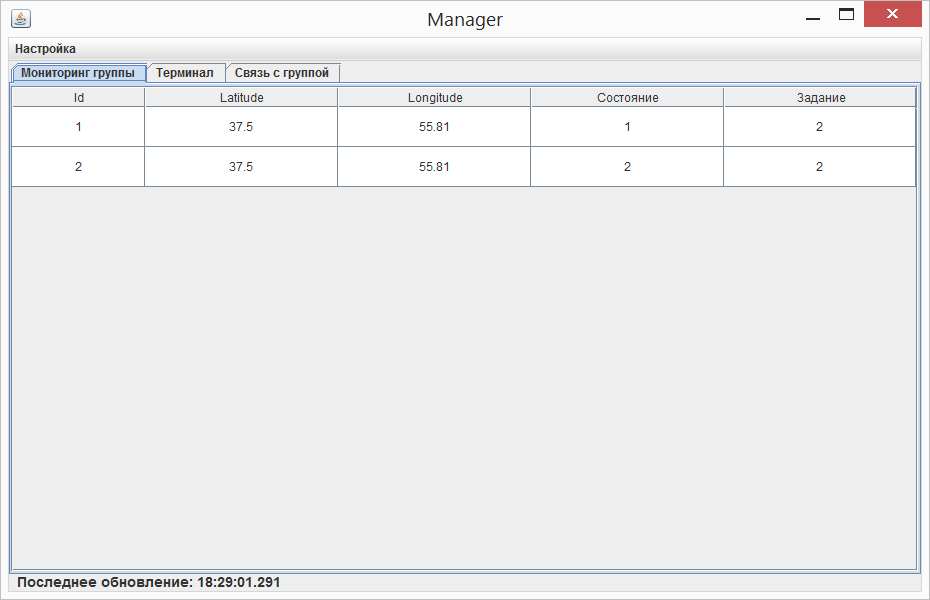 Manager
Настройка
Мониторинг группы Терминал Связь с группой
Id Latitude Longitude Состояние Задание
1 37.5 55.81 1 2
2 37.5 55.81 2 2
Последнее обновление: 18:29:01.291